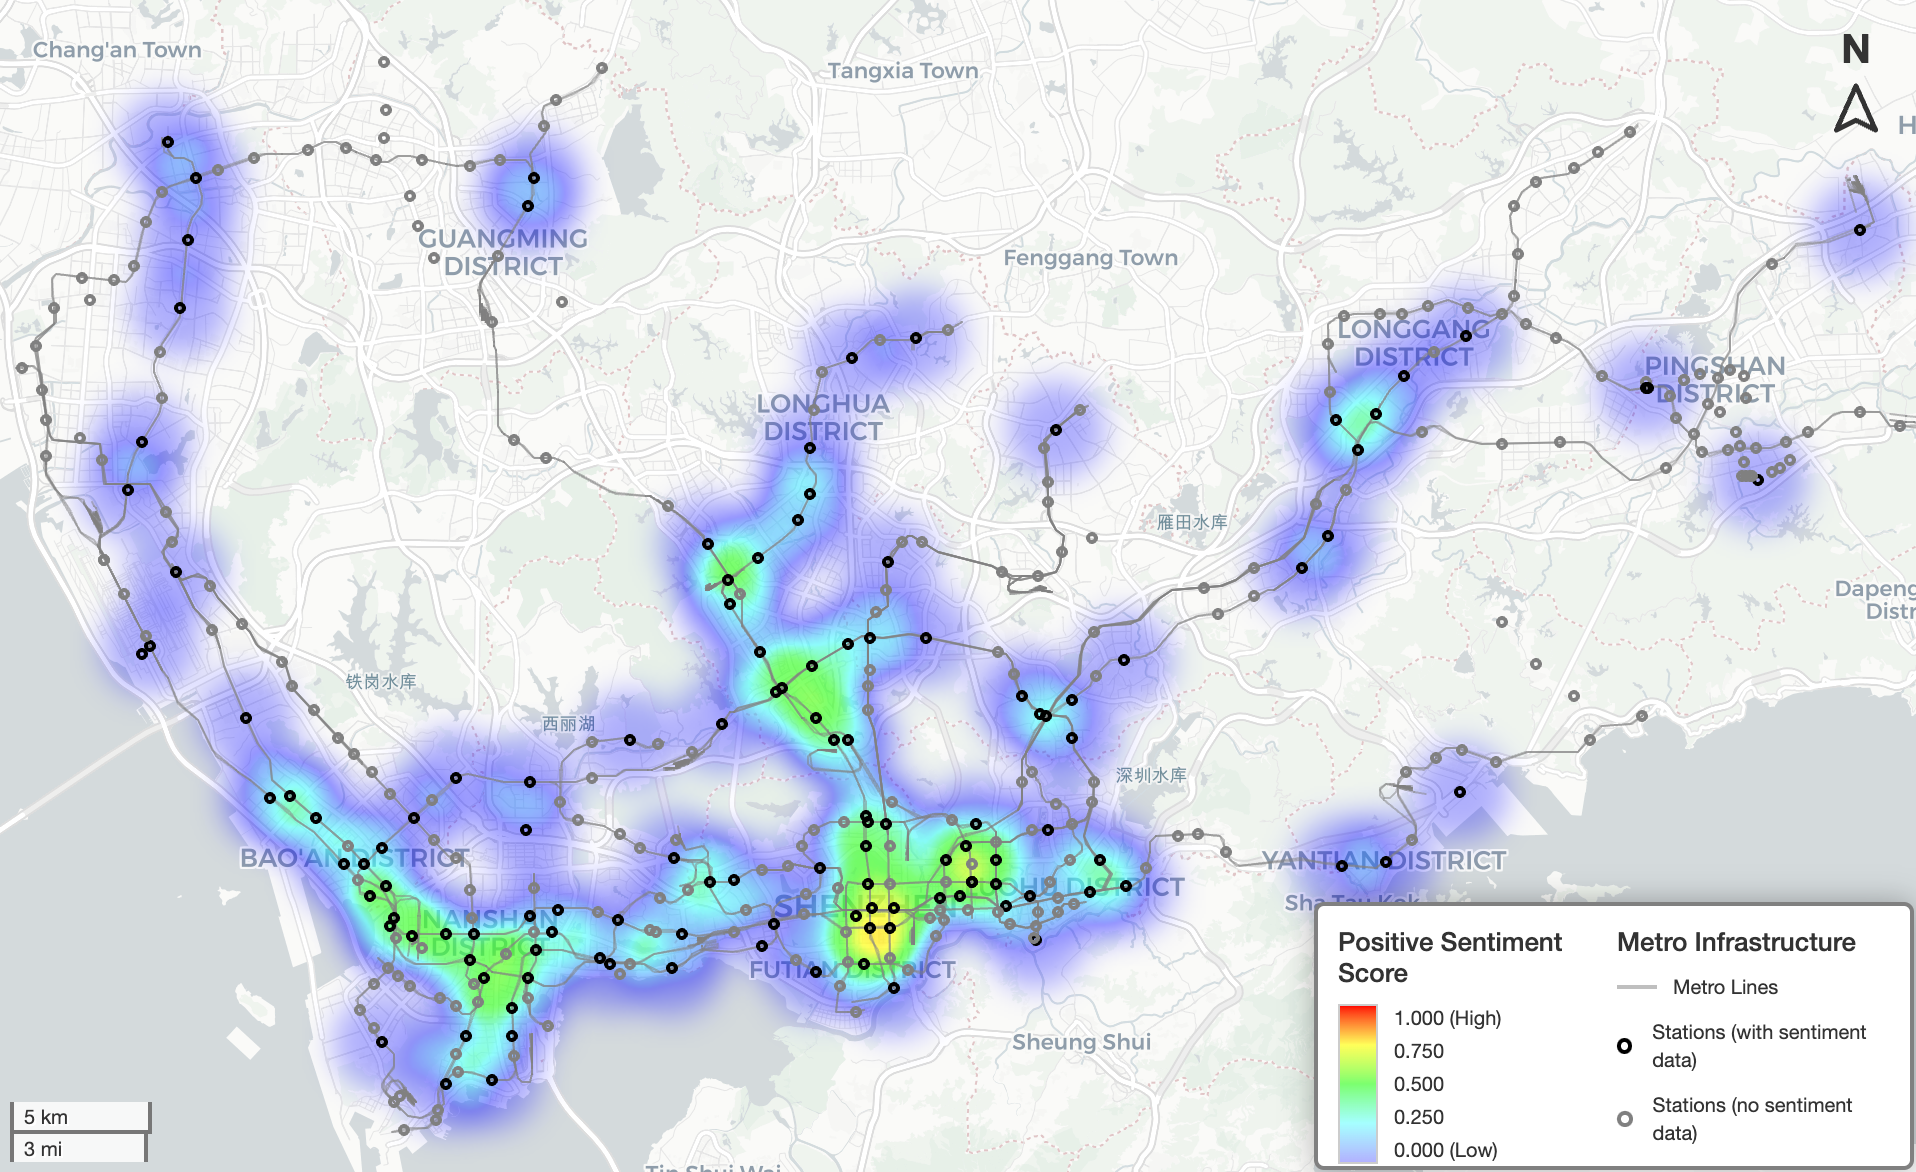 Chang'an Town
Tangxia Town
N
H
GUANGMING
DISTRICT
Fenggang Town
LONGGANG
DISTRICT
PINGSHAN
DISTRICT
LONGHUA
DISTRICT
雁田水库
Dapeng
Distr
铁岗水库
西丽湖
深圳水库
BAO'AN DISTRICT
YANTIAN DISTRICT
LUOHU DISTRICT
SHENZHEN
Sha Tau Kok
NANSHAN
DISTRICT
FUTIAN DISTRICT
Sheung Shui
Tin Shui Wai
5 km
3 mi
Positive Sentiment
Score
1.000 (High)
0.750
0.500
0.250
0.000 (Low)
Metro Infrastructure
Metro Lines
Stations (with sentiment
data)
Stations (no sentiment
data)